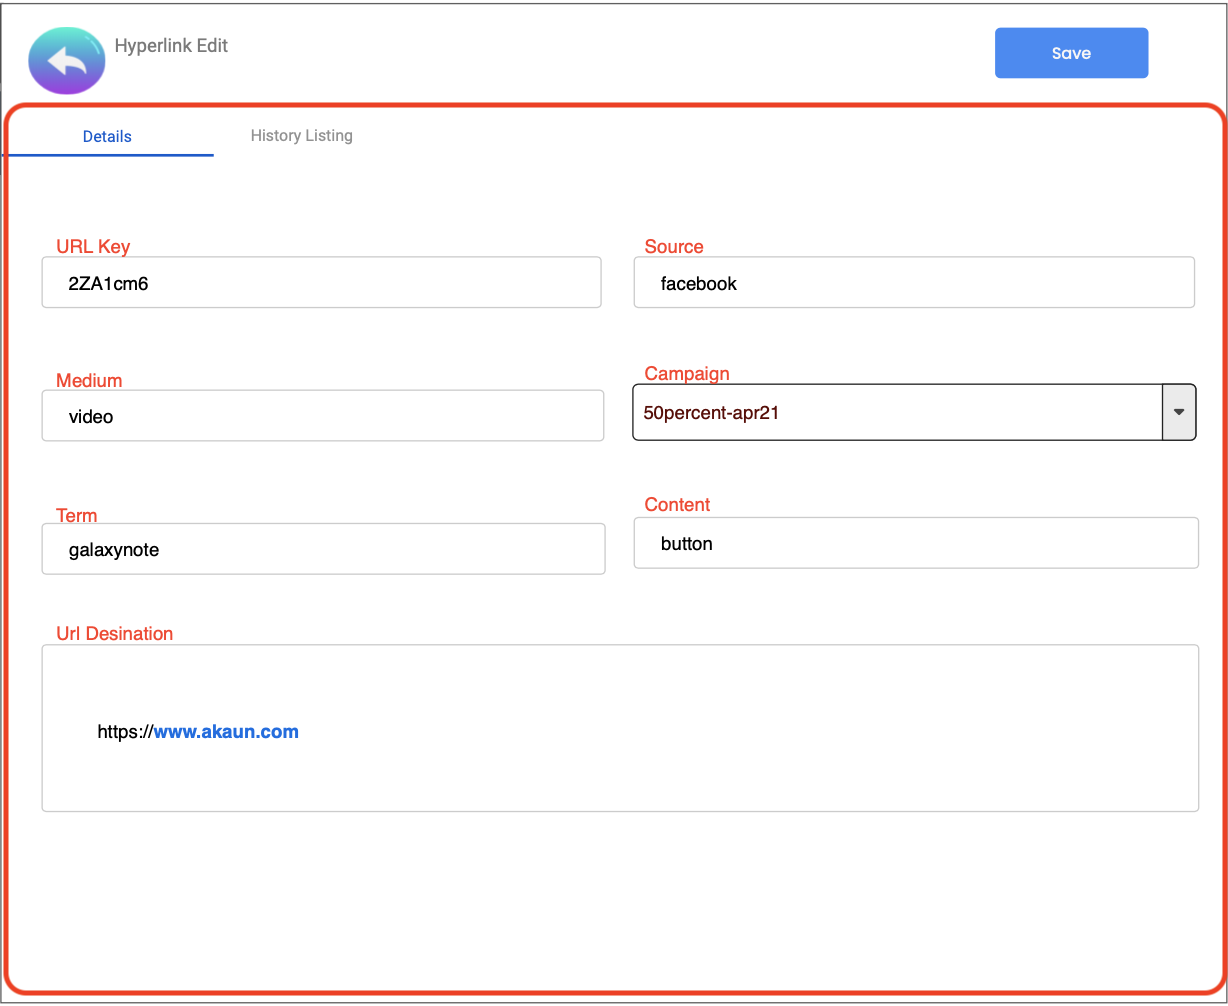 Hyperlink Edit
Save
Details
History Listing
URL Key
Source
2ZA1cm6
facebook
Medium
Campaign
video
50percent-apr21
Term
Content
galaxynote
button
Url Desination
https://www.akaun.com